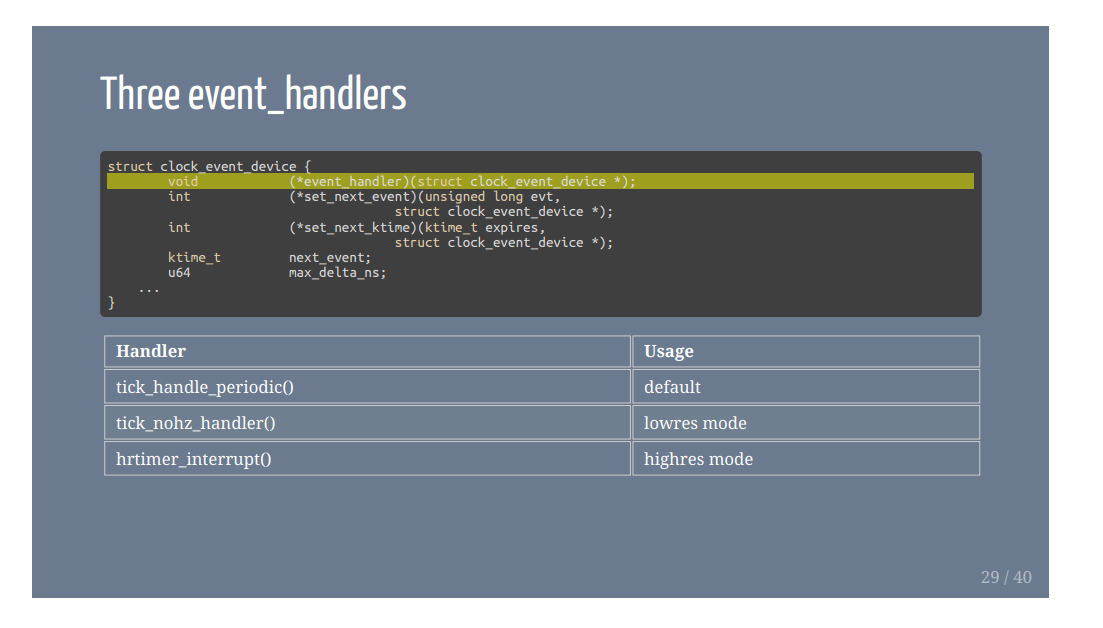 Three event_handlers
struct clock_event_device {
void (*event_handler)(struct clock_event_device *);
int (*set_next_event)(unsigned long evt,
struct clock_event_device *);
int (*set_next_ktime)(ktime_t expires,
struct clock_event_device *);
ktime_t next_event;
u64 max_delta_ns;
...
}
Handler Usage
tick_handle_periodic() default
tick_nohz_handler() lowres mode
hrtimer_interrupt() highres mode
29 / 40